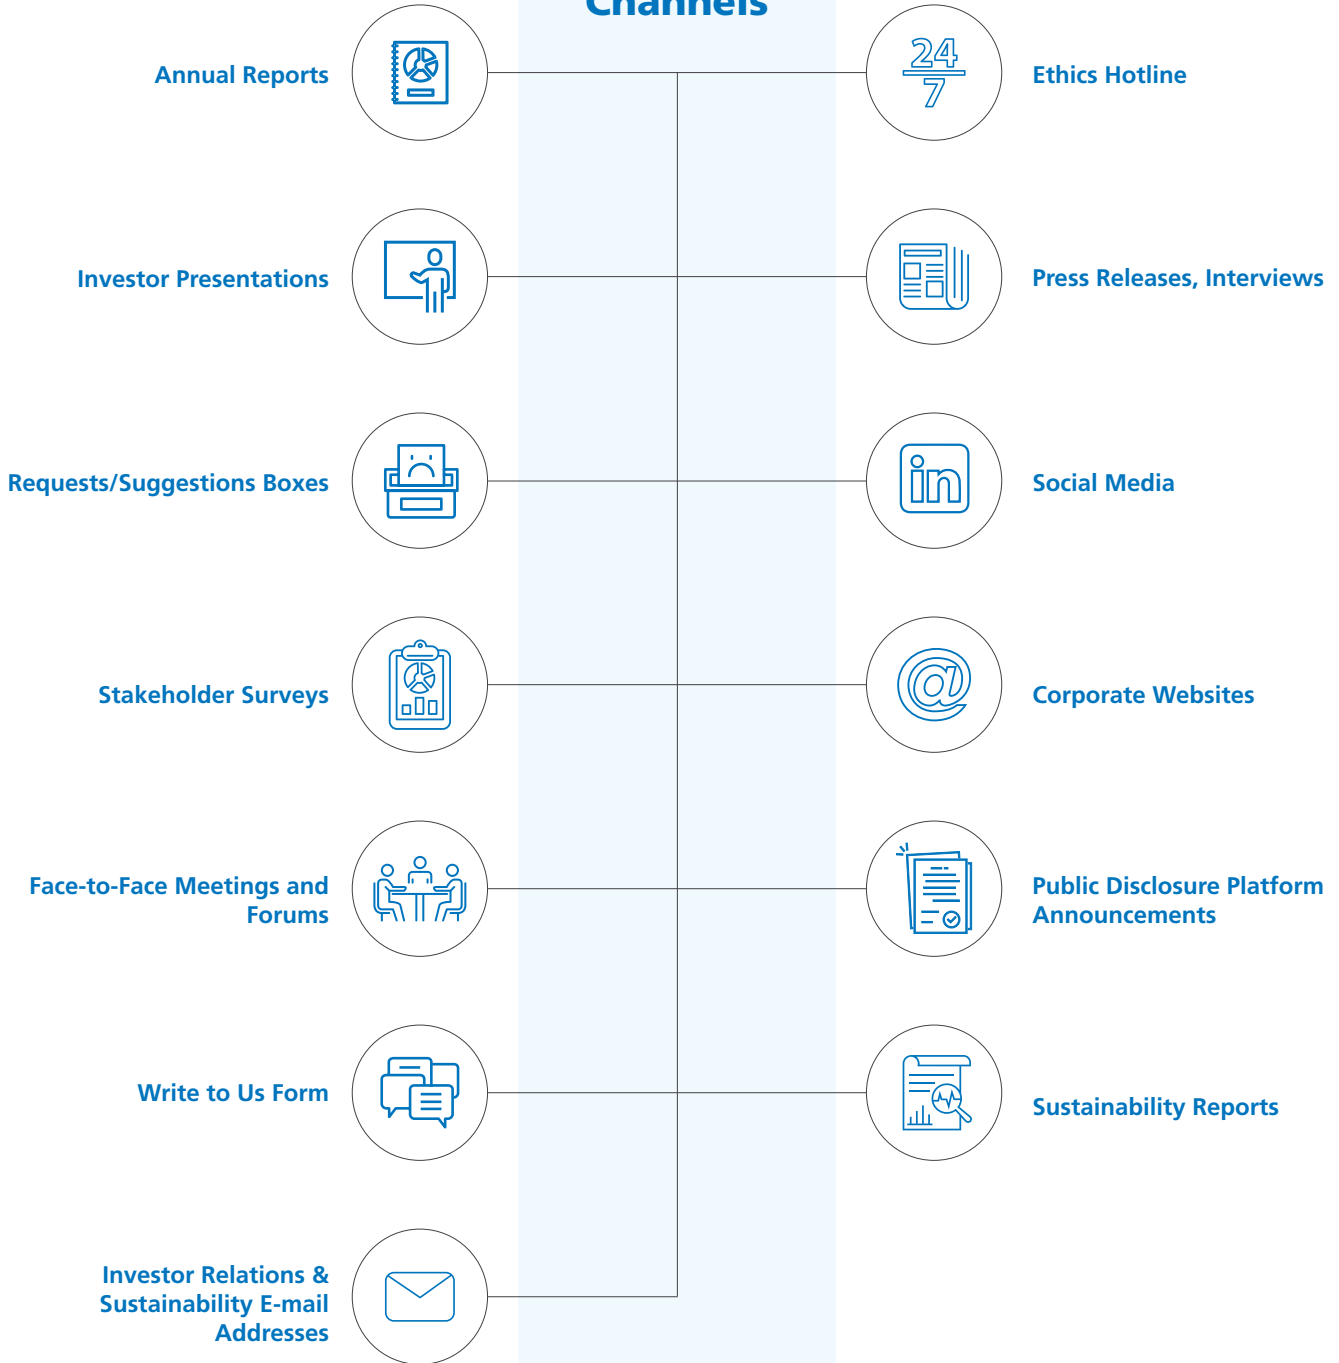 Channels
Annual Reports
24
7
Ethics Hotline
Investor Presentations
Press Releases, Interviews
Requests/Suggestions Boxes
in
Social Media
Stakeholder Surveys
@
Corporate Websites
Face-to-Face Meetings and
Forums
Public Disclosure Platform
Announcements
Write to Us Form
Sustainability Reports
Investor Relations &
Sustainability E-mail
Addresses